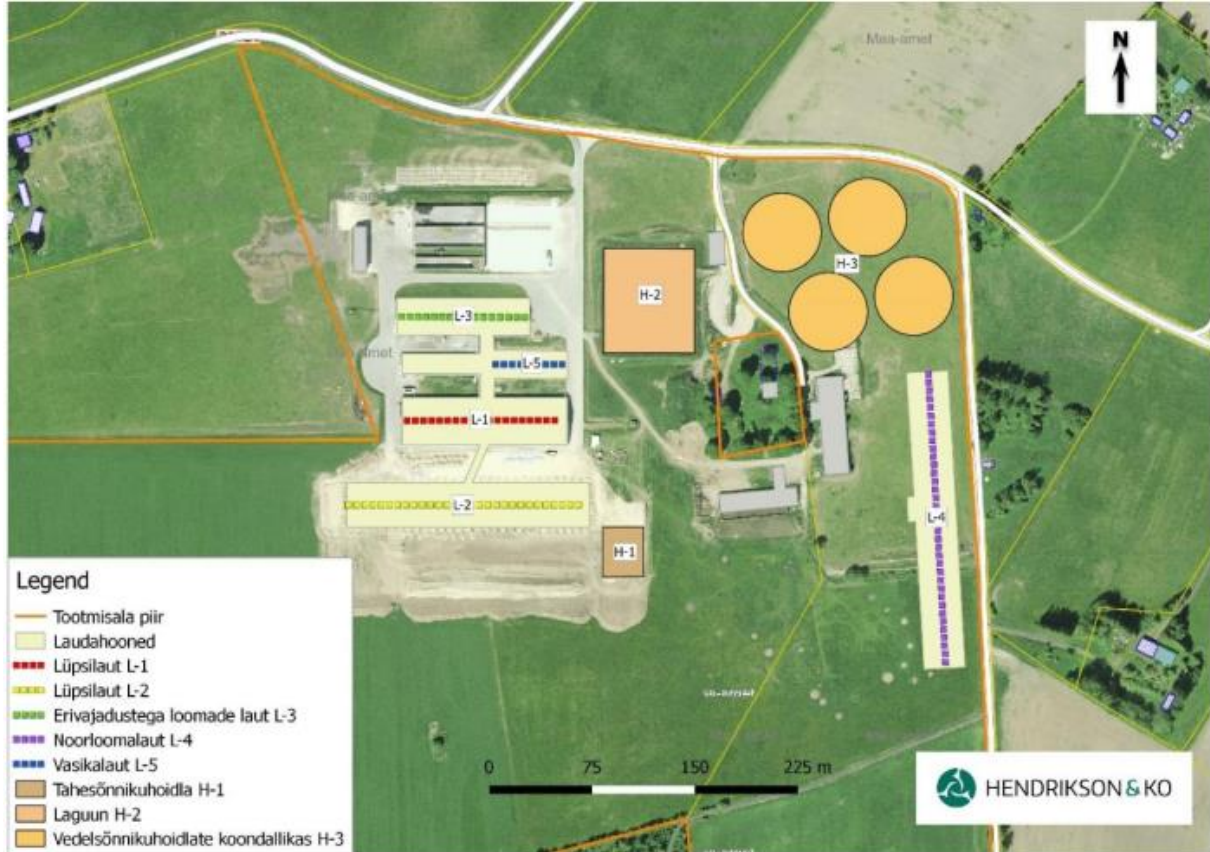 Maa-amet
N
H-3
H-2
L-3
L-5
L-1
L-2
L-4
H-1
Legend
Tootmisala piir
Laudahooned
Lüpsilaut L-1
Lüpsilaut L-2
Erivajadustega loomade laut L-3
Noorloomalaut L-4
Vasikalaut L-5
Tahesõnnikuhoidla H-1
Laguun H-2
Vedelsõnnikuhoidlate koondallikas H-3
0 75 150 225 m
HENDRIKSON & KO